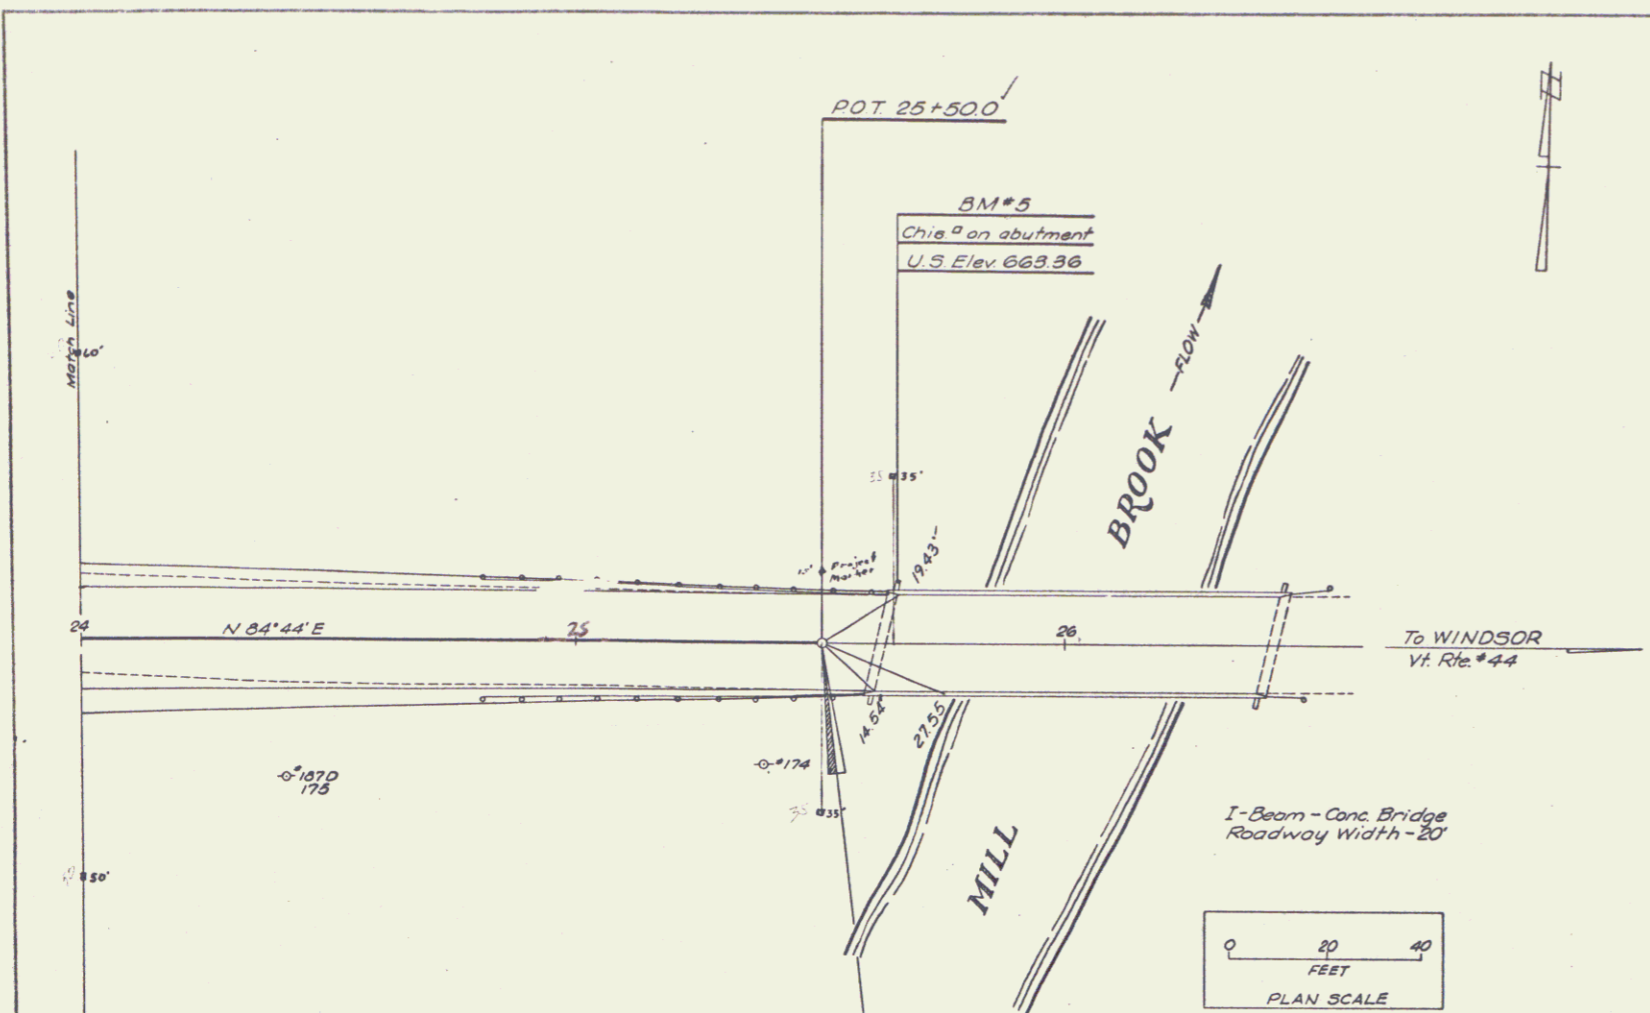 P.O.T. 25+50.0
BM#5
Chis. □ on abutment
U.S. Elev. 663.36
Match Line
60'
FLOW
BROOK
35 35'
19.43'
Project
Marker
24
N 84°44' E
25
26
To WINDSOR
Vt. Rte. #44
14.54'
27.55
#174
#187D
175
35 35'
50'
MILL
I-Beam - Conc. Bridge
Roadway Width - 20'
0 20 40
FEET
PLAN SCALE